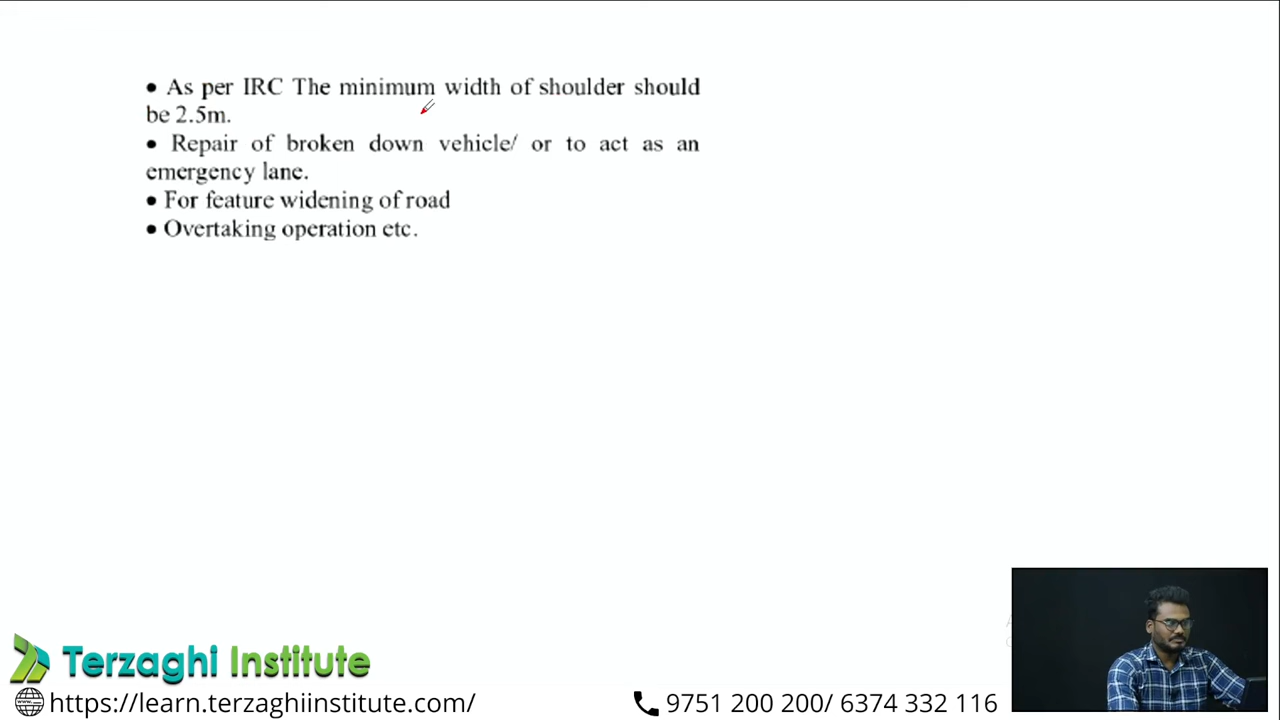 • As per IRC The minimum width of shoulder should
be 2.5m.
• Repair of broken down vehicle/ or to act as an
emergency lane.
• For feature widening of road
• Overtaking operation etc.
Terzaghi Institute
https://learn.terzaghiinstitute.com/
9751 200 200/ 6374 332 116